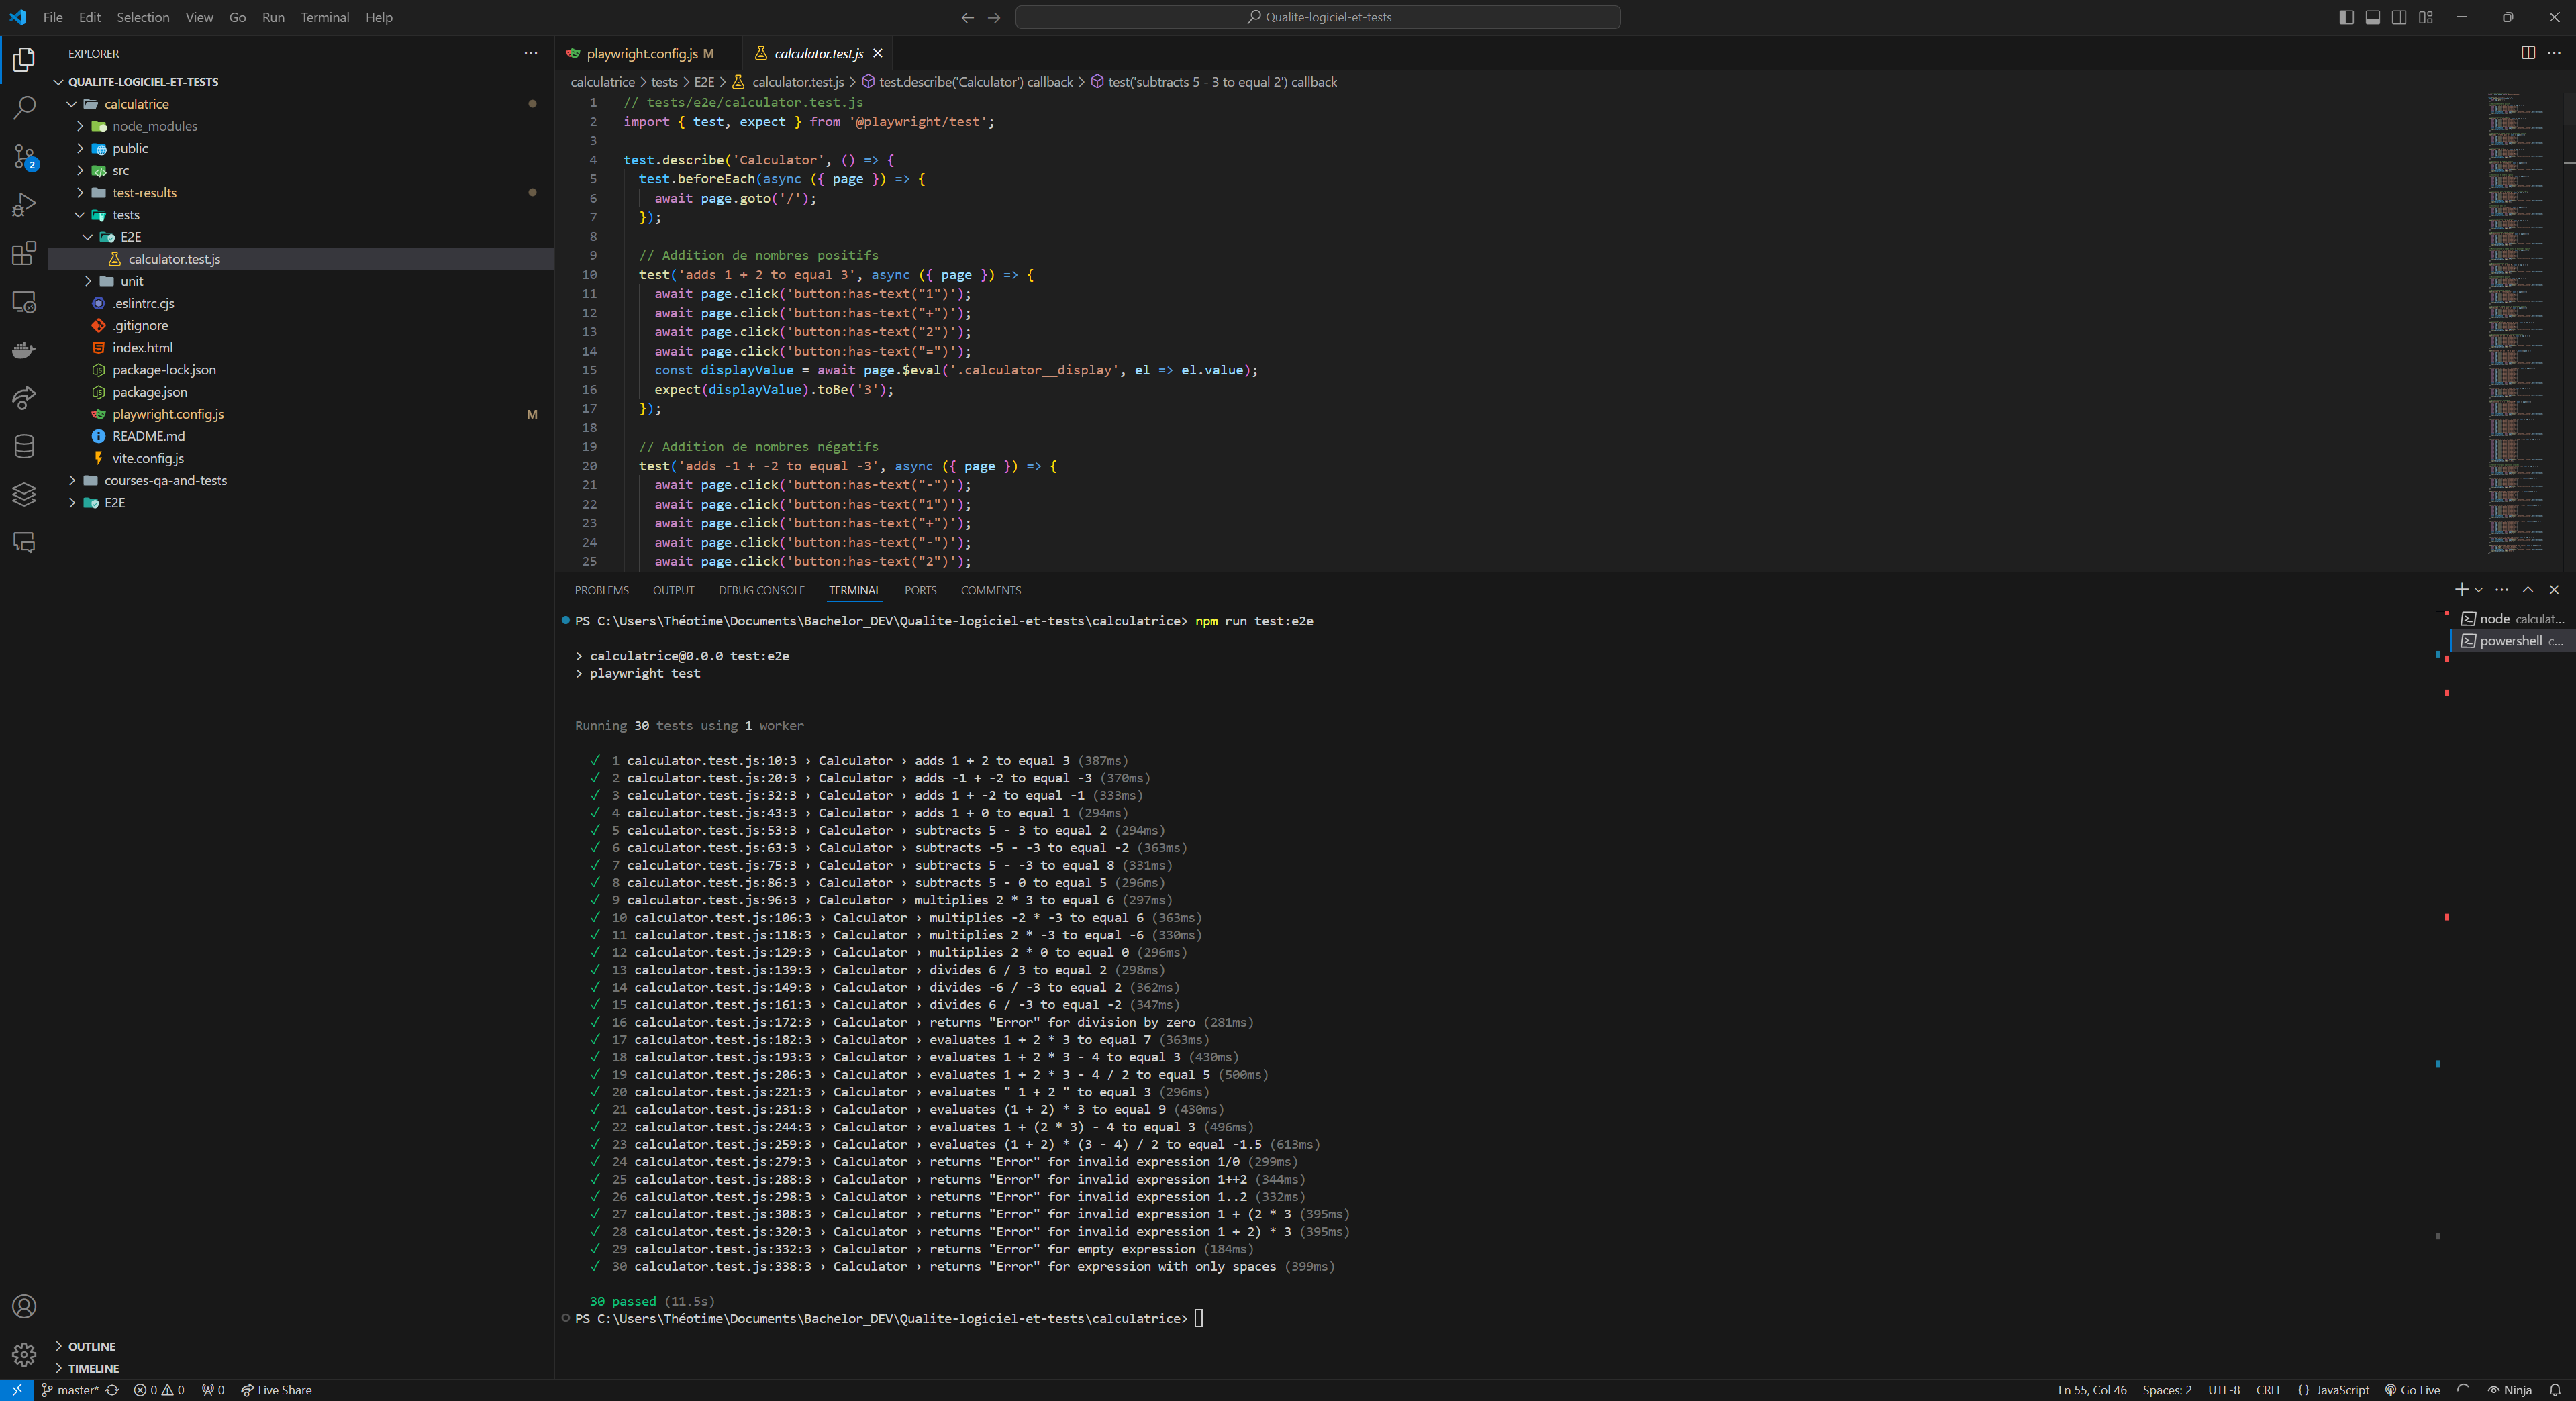 File Edit Selection View Go Run Terminal Help
Qualite-logiciel-et-tests
EXPLORER
QUALITE-LOGICIEL-ET-TESTS
calculatrice
node_modules
public
src
test-results
tests
E2E
calculator.test.js
unit
.eslintrc.cjs
.gitignore
index.html
package-lock.json
package.json
playwright.config.js M
README.md
vite.config.js
courses-qa-and-tests
E2E
OUTLINE
TIMELINE
2
playwright.config.js M
calculator.test.js
calculatrice > tests > E2E > calculator.test.js > test.describe('Calculator') callback > test('subtracts 5 - 3 to equal 2') callback
1 // tests/e2e/calculator.test.js
2 import { test, expect } from '@playwright/test';
3
4 test.describe('Calculator', () => {
5 test.beforeEach(async ({ page }) => {
6 await page.goto('/');
7 });
8
9 // Addition de nombres positifs
10 test('adds 1 + 2 to equal 3', async ({ page }) => {
11 await page.click('button:has-text("1")');
12 await page.click('button:has-text("+")');
13 await page.click('button:has-text("2")');
14 await page.click('button:has-text("=")');
15 const displayValue = await page.$eval('.calculator__display', el => el.value);
16 expect(displayValue).toBe('3');
17 });
18
19 // Addition de nombres négatifs
20 test('adds -1 + -2 to equal -3', async ({ page }) => {
21 await page.click('button:has-text("-")');
22 await page.click('button:has-text("1")');
23 await page.click('button:has-text("+")');
24 await page.click('button:has-text("-")');
25 await page.click('button:has-text("2")');
PROBLEMS OUTPUT DEBUG CONSOLE TERMINAL PORTS COMMENTS
node calculat...
powershell c...
PS C:\Users\Théotime\Documents\Bachelor_DEV\Qualite-logiciel-et-tests\calculatrice> npm run test:e2e
> calculatrice@0.0.0 test:e2e
> playwright test
Running 30 tests using 1 worker
✓ 1 calculator.test.js:10:3 › Calculator › adds 1 + 2 to equal 3 (387ms)
✓ 2 calculator.test.js:20:3 › Calculator › adds -1 + -2 to equal -3 (370ms)
✓ 3 calculator.test.js:32:3 › Calculator › adds 1 + -2 to equal -1 (333ms)
✓ 4 calculator.test.js:43:3 › Calculator › adds 1 + 0 to equal 1 (294ms)
✓ 5 calculator.test.js:53:3 › Calculator › subtracts 5 - 3 to equal 2 (294ms)
✓ 6 calculator.test.js:63:3 › Calculator › subtracts -5 - -3 to equal -2 (363ms)
✓ 7 calculator.test.js:75:3 › Calculator › subtracts 5 - -3 to equal 8 (331ms)
✓ 8 calculator.test.js:86:3 › Calculator › subtracts 5 - 0 to equal 5 (296ms)
✓ 9 calculator.test.js:96:3 › Calculator › multiplies 2 * 3 to equal 6 (297ms)
✓ 10 calculator.test.js:106:3 › Calculator › multiplies -2 * -3 to equal 6 (363ms)
✓ 11 calculator.test.js:118:3 › Calculator › multiplies 2 * -3 to equal -6 (330ms)
✓ 12 calculator.test.js:129:3 › Calculator › multiplies 2 * 0 to equal 0 (296ms)
✓ 13 calculator.test.js:139:3 › Calculator › divides 6 / 3 to equal 2 (298ms)
✓ 14 calculator.test.js:149:3 › Calculator › divides -6 / -3 to equal 2 (362ms)
✓ 15 calculator.test.js:161:3 › Calculator › divides 6 / -3 to equal -2 (347ms)
✓ 16 calculator.test.js:172:3 › Calculator › returns "Error" for division by zero (281ms)
✓ 17 calculator.test.js:182:3 › Calculator › evaluates 1 + 2 * 3 to equal 7 (363ms)
✓ 18 calculator.test.js:193:3 › Calculator › evaluates 1 + 2 * 3 - 4 to equal 3 (430ms)
✓ 19 calculator.test.js:206:3 › Calculator › evaluates 1 + 2 * 3 - 4 / 2 to equal 5 (500ms)
✓ 20 calculator.test.js:221:3 › Calculator › evaluates " 1 + 2 " to equal 3 (296ms)
✓ 21 calculator.test.js:231:3 › Calculator › evaluates (1 + 2) * 3 to equal 9 (430ms)
✓ 22 calculator.test.js:244:3 › Calculator › evaluates 1 + (2 * 3) - 4 to equal 3 (496ms)
✓ 23 calculator.test.js:259:3 › Calculator › evaluates (1 + 2) * (3 - 4) / 2 to equal -1.5 (613ms)
✓ 24 calculator.test.js:279:3 › Calculator › returns "Error" for invalid expression 1/0 (299ms)
✓ 25 calculator.test.js:288:3 › Calculator › returns "Error" for invalid expression 1++2 (344ms)
✓ 26 calculator.test.js:298:3 › Calculator › returns "Error" for invalid expression 1..2 (332ms)
✓ 27 calculator.test.js:308:3 › Calculator › returns "Error" for invalid expression 1 + (2 * 3 (395ms)
✓ 28 calculator.test.js:320:3 › Calculator › returns "Error" for invalid expression 1 + 2) * 3 (395ms)
✓ 29 calculator.test.js:332:3 › Calculator › returns "Error" for empty expression (184ms)
✓ 30 calculator.test.js:338:3 › Calculator › returns "Error" for expression with only spaces (399ms)
30 passed (11.5s)
PS C:\Users\Théotime\Documents\Bachelor_DEV\Qualite-logiciel-et-tests\calculatrice>
master* 0 0 0 Live Share Ln 55, Col 46 Spaces: 2 UTF-8 CRLF {} JavaScript Go Live Ninja